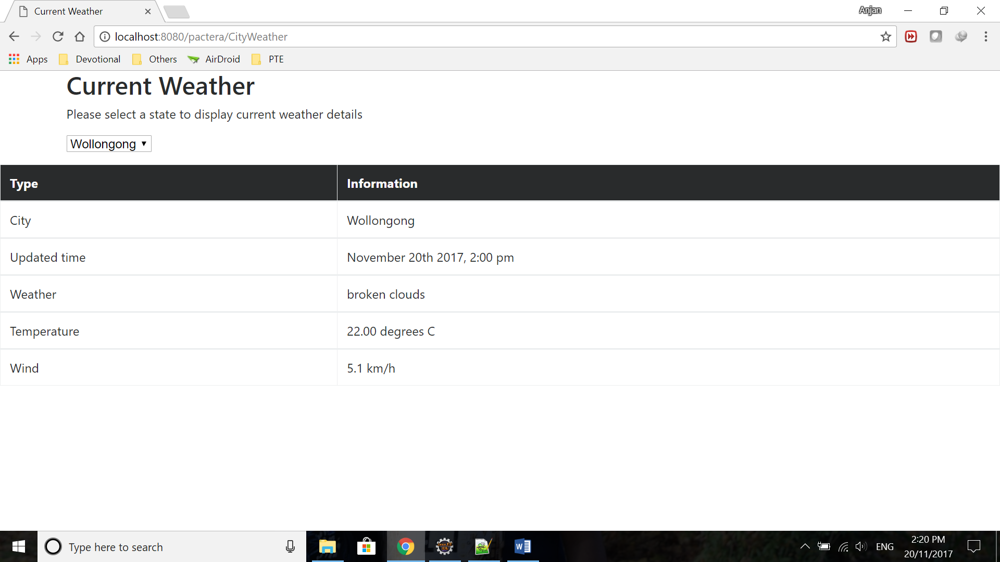 Current Weather
Anjan
localhost:8080/pactera/CityWeather
Apps Devotional Others AirDroid PTE
Current Weather
Please select a state to display current weather details
Wollongong
Type Information
City Wollongong
Updated time November 20th 2017, 2:00 pm
Weather broken clouds
Temperature 22.00 degrees C
Wind 5.1 km/h
Type here to search
Java EE
IDE
W
ENG
2:20 PM
20/11/2017